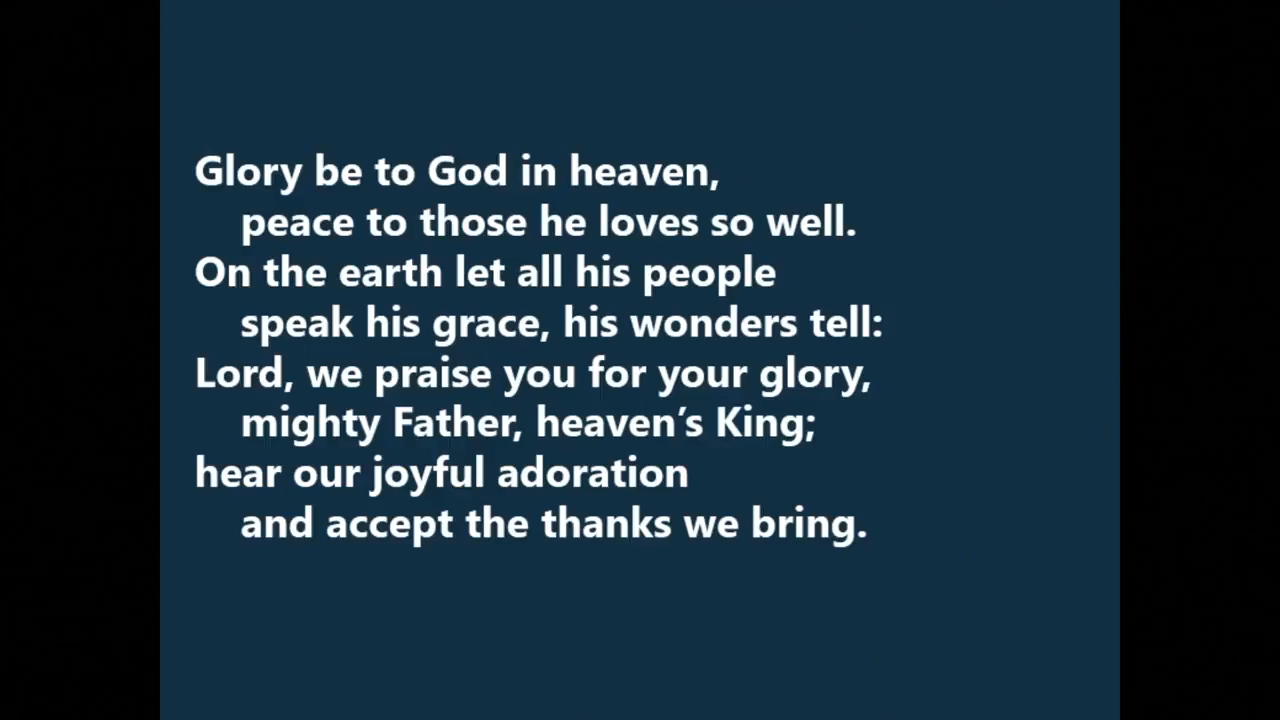 Glory be to God in heaven,
peace to those he loves so well.
On the earth let all his people
speak his grace, his wonders tell:
Lord, we praise you for your glory,
mighty Father, heaven’s King;
hear our joyful adoration
and accept the thanks we bring.